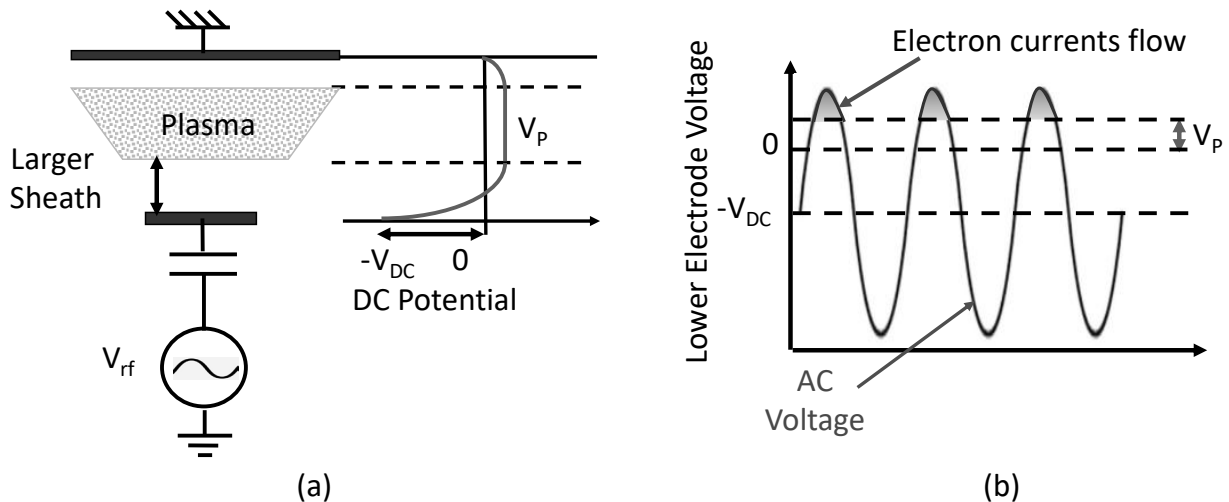 Plasma
Larger
Sheath
V_P
-V_DC 0
DC Potential
V_rf
(a)
Electron currents flow
Lower Electrode Voltage
0
V_P
-V_DC
AC
Voltage
(b)